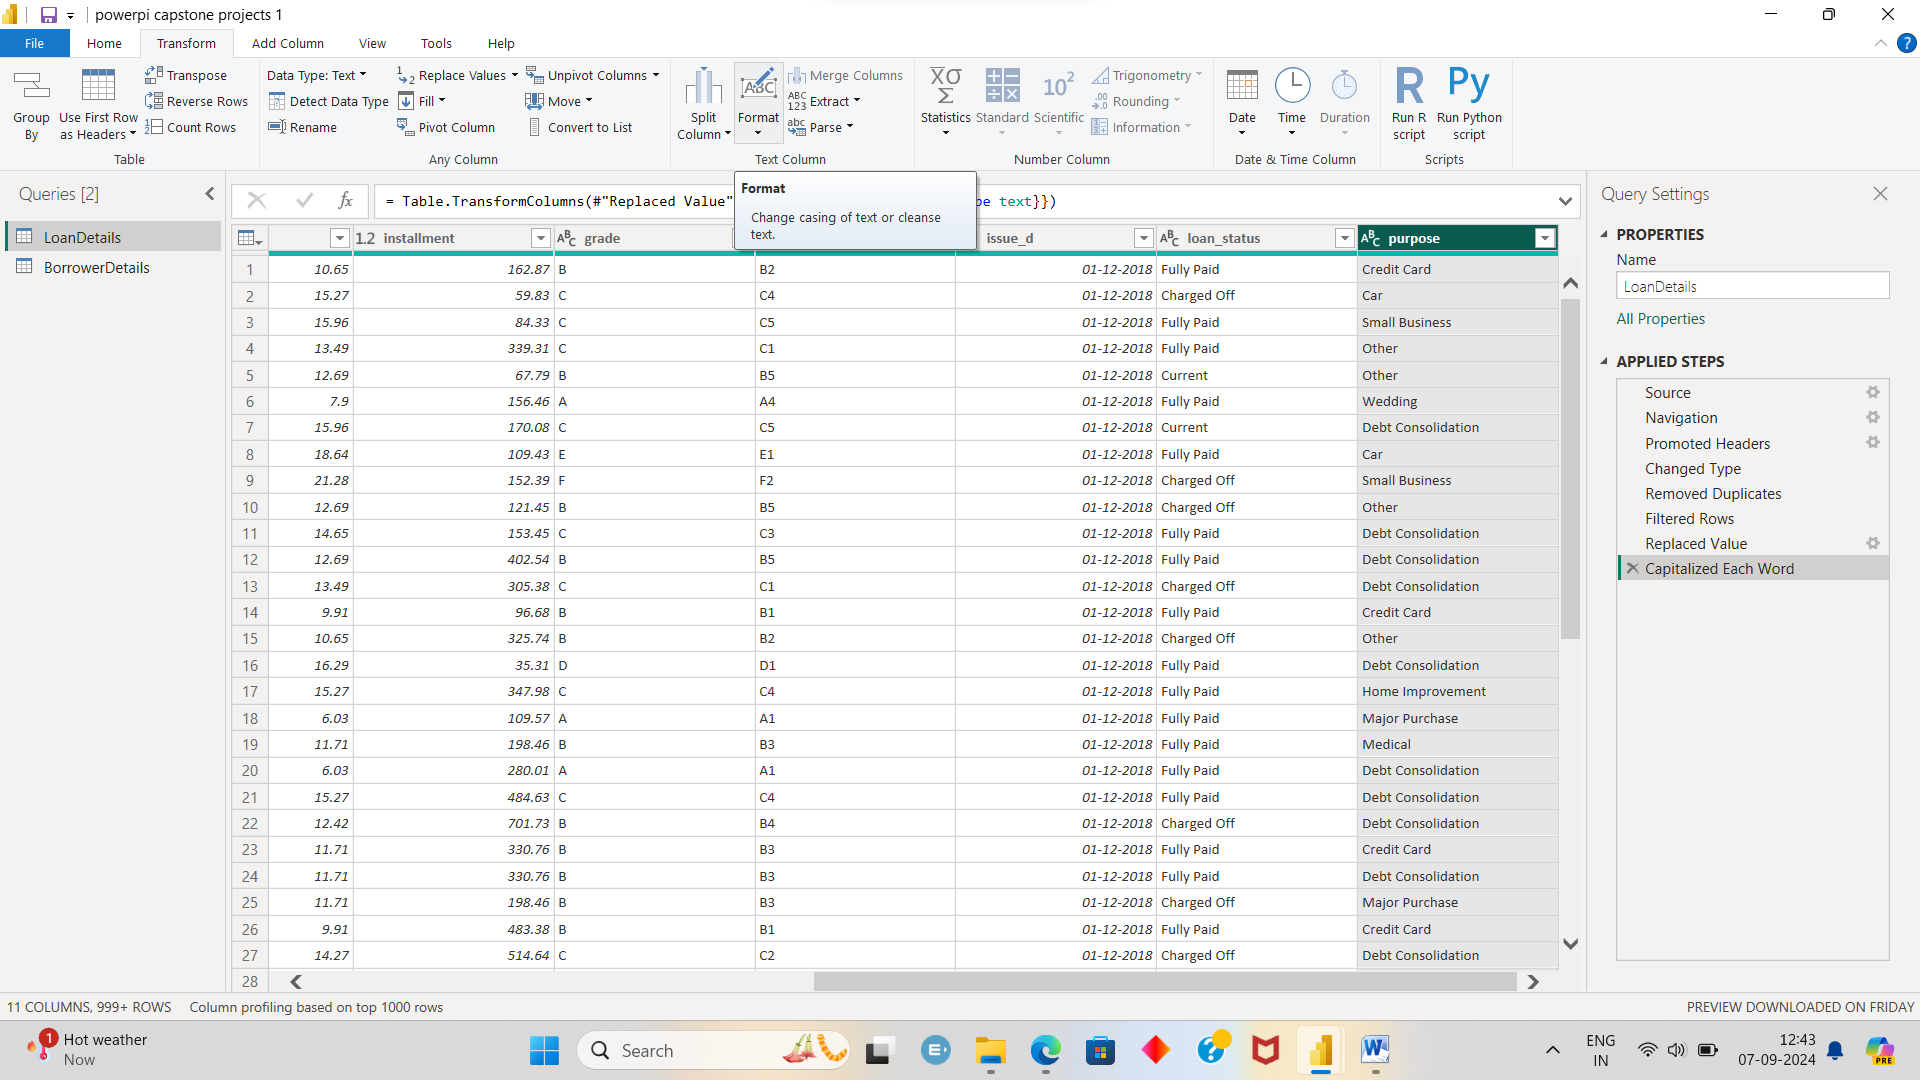 powerpi capstone projects 1
File Home Transform Add Column View Tools Help
Group By
Use First Row as Headers
Transpose
Reverse Rows
Count Rows
Table
Data Type: Text
Detect Data Type
Rename
Replace Values
Fill
Pivot Column
Unpivot Columns
Move
Convert to List
Any Column
Split Column
Format
Merge Columns
Extract
Parse
Text Column
Statistics
Standard
Scientific
Trigonometry
Rounding
Information
Number Column
Date
Time
Duration
Date & Time Column
Run R script
Run Python script
Scripts
Queries [2]
LoanDetails
BorrowerDetails
fx
= Table.TransformColumns(#"Replaced Value"
pe text}})
Format
Change casing of text or cleanse
text.
1.2 installment ABC grade issue_d ABC loan_status ABC purpose
1 10.65 162.87 B B2 01-12-2018 Fully Paid Credit Card
2 15.27 59.83 C C4 01-12-2018 Charged Off Car
3 15.96 84.33 C C5 01-12-2018 Fully Paid Small Business
4 13.49 339.31 C C1 01-12-2018 Fully Paid Other
5 12.69 67.79 B B5 01-12-2018 Current Other
6 7.9 156.46 A A4 01-12-2018 Fully Paid Wedding
7 15.96 170.08 C C5 01-12-2018 Current Debt Consolidation
8 18.64 109.43 E E1 01-12-2018 Fully Paid Car
9 21.28 152.39 F F2 01-12-2018 Charged Off Small Business
10 12.69 121.45 B B5 01-12-2018 Charged Off Other
11 14.65 153.45 C C3 01-12-2018 Fully Paid Debt Consolidation
12 12.69 402.54 B B5 01-12-2018 Fully Paid Debt Consolidation
13 13.49 305.38 C C1 01-12-2018 Charged Off Debt Consolidation
14 9.91 96.68 B B1 01-12-2018 Fully Paid Credit Card
15 10.65 325.74 B B2 01-12-2018 Charged Off Other
16 16.29 35.31 D D1 01-12-2018 Fully Paid Debt Consolidation
17 15.27 347.98 C C4 01-12-2018 Fully Paid Home Improvement
18 6.03 109.57 A A1 01-12-2018 Fully Paid Major Purchase
19 11.71 198.46 B B3 01-12-2018 Fully Paid Medical
20 6.03 280.01 A A1 01-12-2018 Fully Paid Debt Consolidation
21 15.27 484.63 C C4 01-12-2018 Fully Paid Debt Consolidation
22 12.42 701.73 B B4 01-12-2018 Charged Off Debt Consolidation
23 11.71 330.76 B B3 01-12-2018 Fully Paid Credit Card
24 11.71 330.76 B B3 01-12-2018 Fully Paid Debt Consolidation
25 11.71 198.46 B B3 01-12-2018 Charged Off Major Purchase
26 9.91 483.38 B B1 01-12-2018 Fully Paid Credit Card
27 14.27 514.64 C C2 01-12-2018 Charged Off Debt Consolidation
28
Query Settings
PROPERTIES
Name
LoanDetails
All Properties
APPLIED STEPS
Source
Navigation
Promoted Headers
Changed Type
Removed Duplicates
Filtered Rows
Replaced Value
Capitalized Each Word
11 COLUMNS, 999+ ROWS Column profiling based on top 1000 rows
PREVIEW DOWNLOADED ON FRIDAY
1 Hot weather
Now
Search
ENG
IN
12:43
07-09-2024
PRE